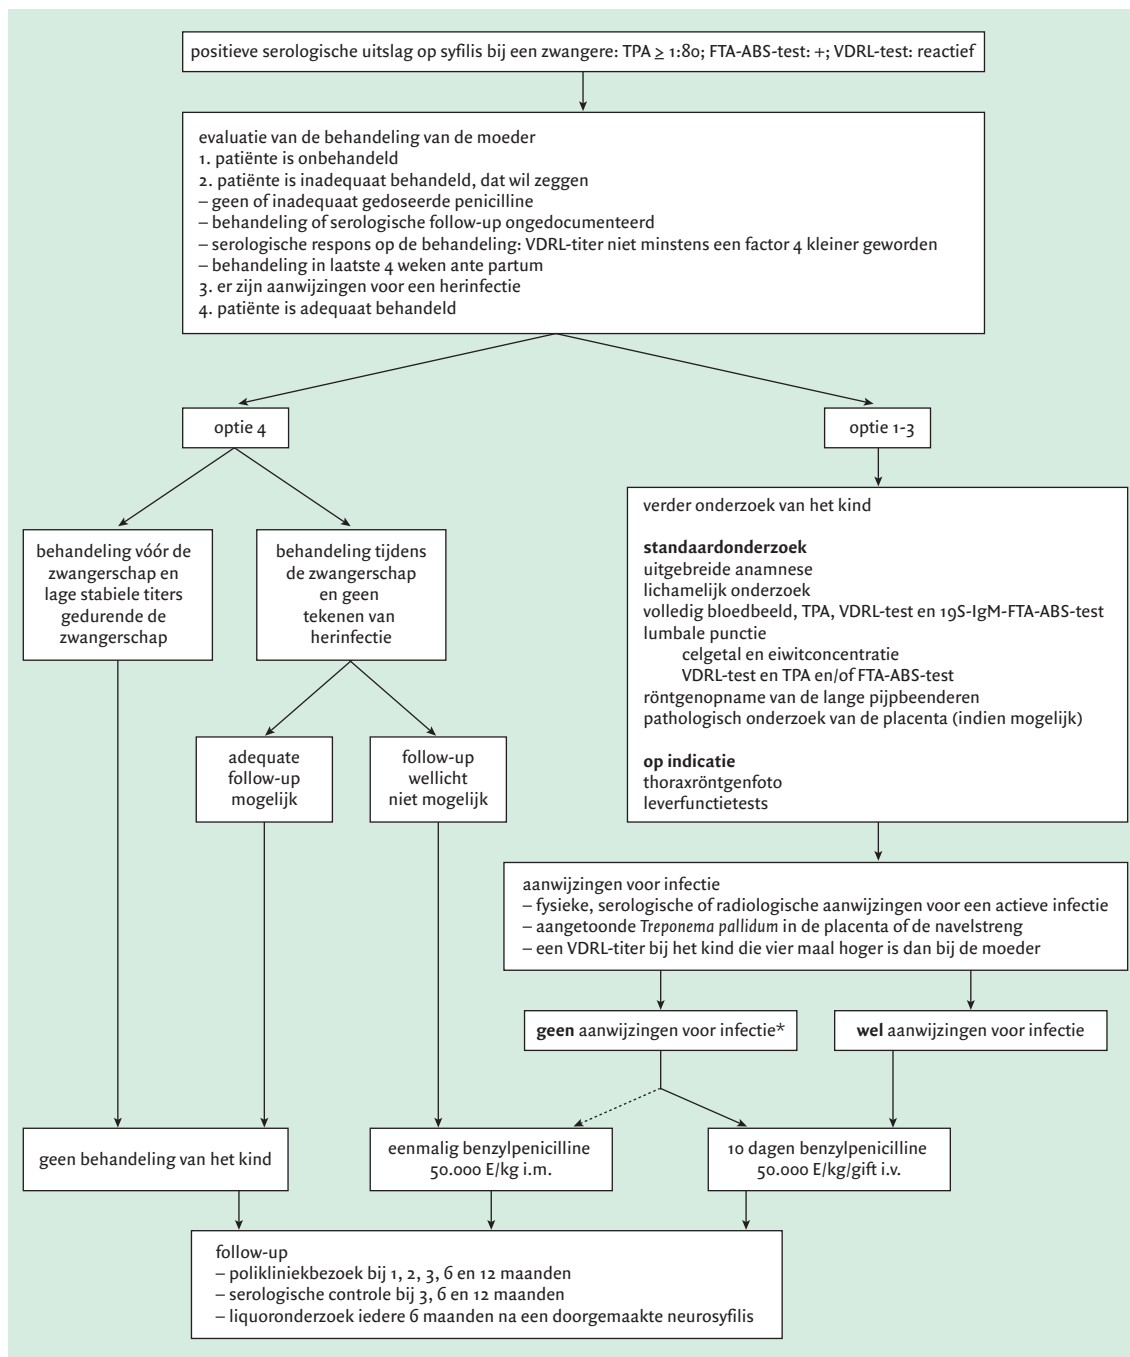 positieve serologische uitslag op syfilis bij een zwangere: TPA ≥ 1:80; FTA-ABS-test: +; VDRL-test: reactief
evaluatie van de behandeling van de moeder
1. patiënte is onbehandeld
2. patiënte is inadequaat behandeld, dat wil zeggen
– geen of inadequaat gedoseerde penicilline
– behandeling of serologische follow-up ongedocumenteerd
– serologische respons op de behandeling: VDRL-titer niet minstens een factor 4 kleiner geworden
– behandeling in laatste 4 weken ante partum
3. er zijn aanwijzingen voor een herinfectie
4. patiënte is adequaat behandeld
optie 4
optie 1-3
behandeling vóór de
zwangerschap en
lage stabiele titers
gedurende de
zwangerschap
behandeling tijdens
de zwangerschap
en geen
tekenen van
herinfectie
adequate
follow-up
mogelijk
follow-up
wellicht
niet mogelijk
verder onderzoek van het kind
standaardonderzoek
uitgebreide anamnese
lichamelijk onderzoek
volledig bloedbeeld, TPA, VDRL-test en 19S-IgM-FTA-ABS-test
lumbale punctie
celgetal en eiwitconcentratie
VDRL-test en TPA en/of FTA-ABS-test
röntgenopname van de lange pijpbeenderen
pathologisch onderzoek van de placenta (indien mogelijk)
op indicatie
thoraxröntgenfoto
leverfunctietests
aanwijzingen voor infectie
– fysieke, serologische of radiologische aanwijzingen voor een actieve infectie
– aangetoonde Treponema pallidum in de placenta of de navelstreng
– een VDRL-titer bij het kind die vier maal hoger is dan bij de moeder
geen aanwijzingen voor infectie*
wel aanwijzingen voor infectie
geen behandeling van het kind
eenmalig benzylpenicilline
50.000 E/kg i.m.
10 dagen benzylpenicilline
50.000 E/kg/gift i.v.
follow-up
– polikliniekbezoek bij 1, 2, 3, 6 en 12 maanden
– serologische controle bij 3, 6 en 12 maanden
– liquoronderzoek iedere 6 maanden na een doorgemaakte neurosyfilis